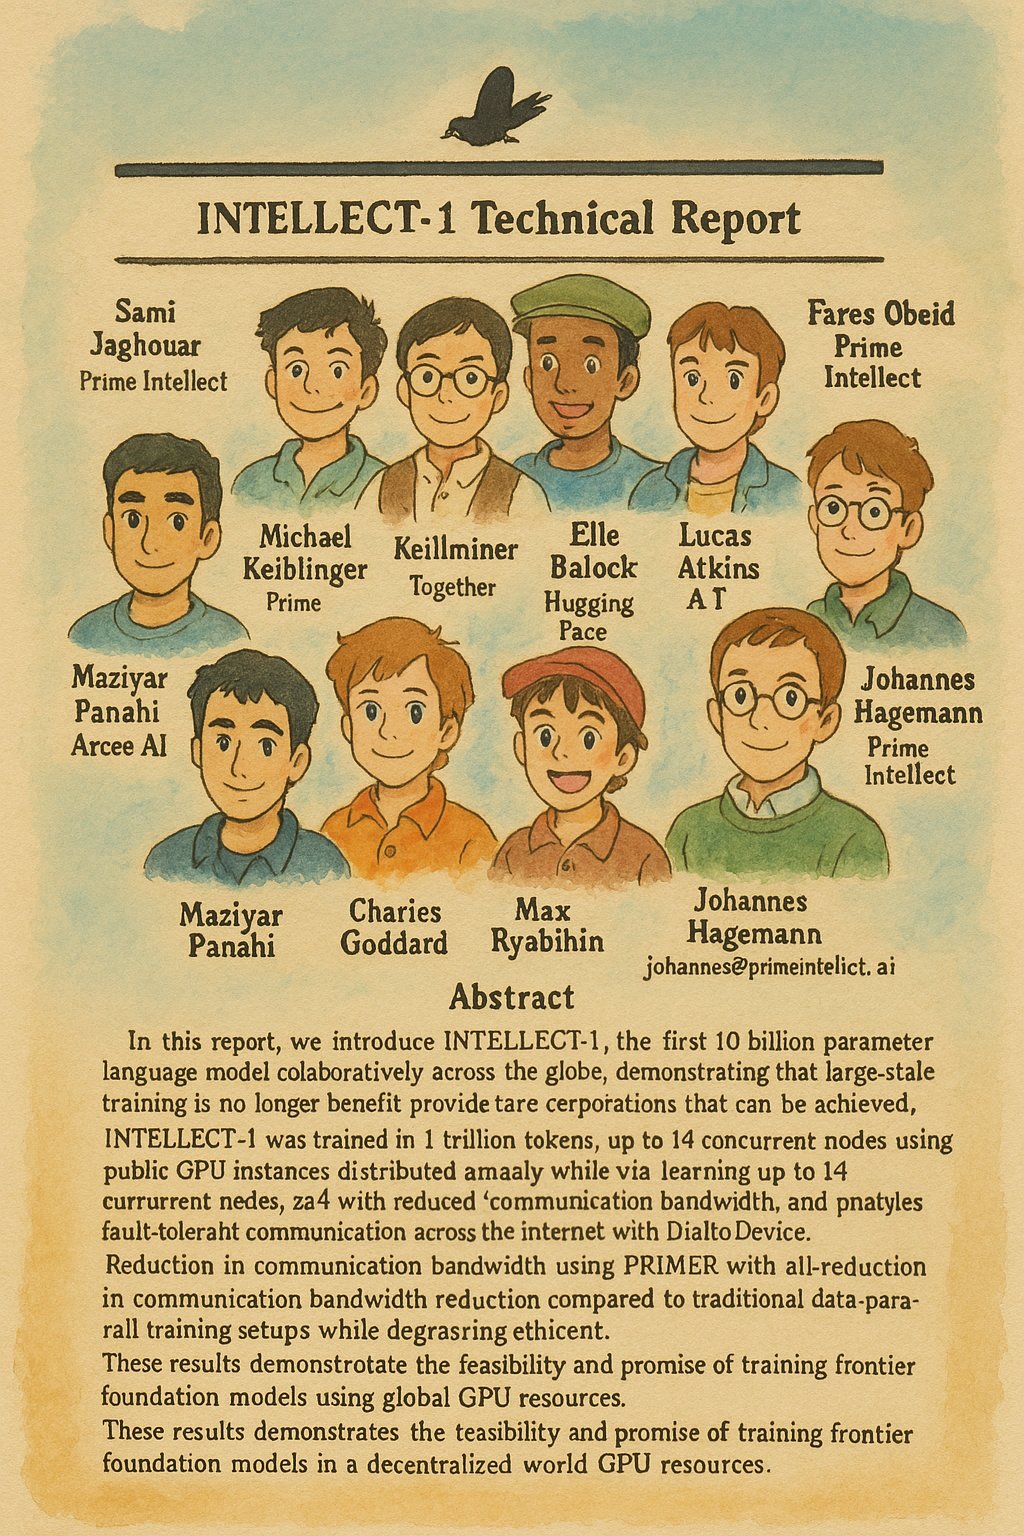 INTELLECT-1 Technical Report
Sami
Jaghouar
Prime Intellect
Fares Obeid
Prime
Intellect
Michael
Keiblinger
Prime
Keillminer
Together
Elle
Balock
Hugging
Pace
Lucas
Atkins
A T
Maziyar
Panahi
Arcee AI
Johannes
Hagemann
Prime
Intellect
Maziyar
Panahi
Charies
Goddard
Max
Ryabihin
Johannes
Hagemann
johannes@primeintelict. ai
Abstract
In this report, we introduce INTELLECT-1, the first 10 billion parameter
language model colaboratively across the globe, demonstrating that large-stale
training is no longer benefit provide tare cerporations that can be achieved,
INTELLECT-1 was trained in 1 trillion tokens, up to 14 concurrent nodes using
public GPU instances distributed amaaly while via learning up to 14
currurrent nedes, za4 with reduced ‘communication bandwidth, and pnatyles
fault-toleraht communication across the internet with Dialto Device.
Reduction in communication bandwidth using PRIMER with all-reduction
in communication bandwidth reduction compared to traditional data-para-
rall training setups while degrasring ethicent.
These results demonstrotate the feasibility and promise of training frontier
foundation models using global GPU resources.
These results demonstrates the teasibility and promise of training frontier
foundation models in a decentralized world GPU resources.